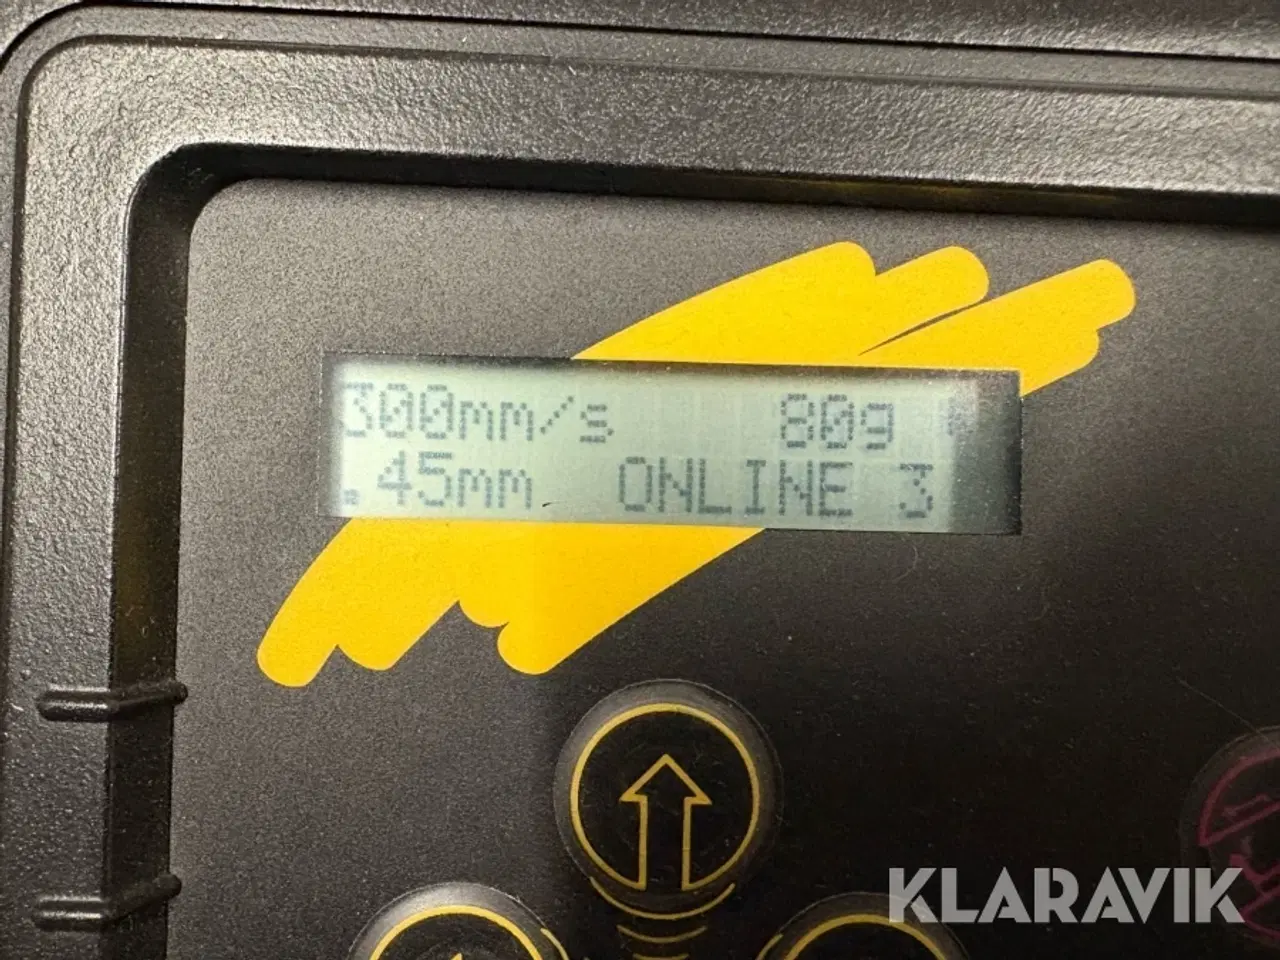 300mm/s 80g
.45mm ONLINE 3
KLARAVIK